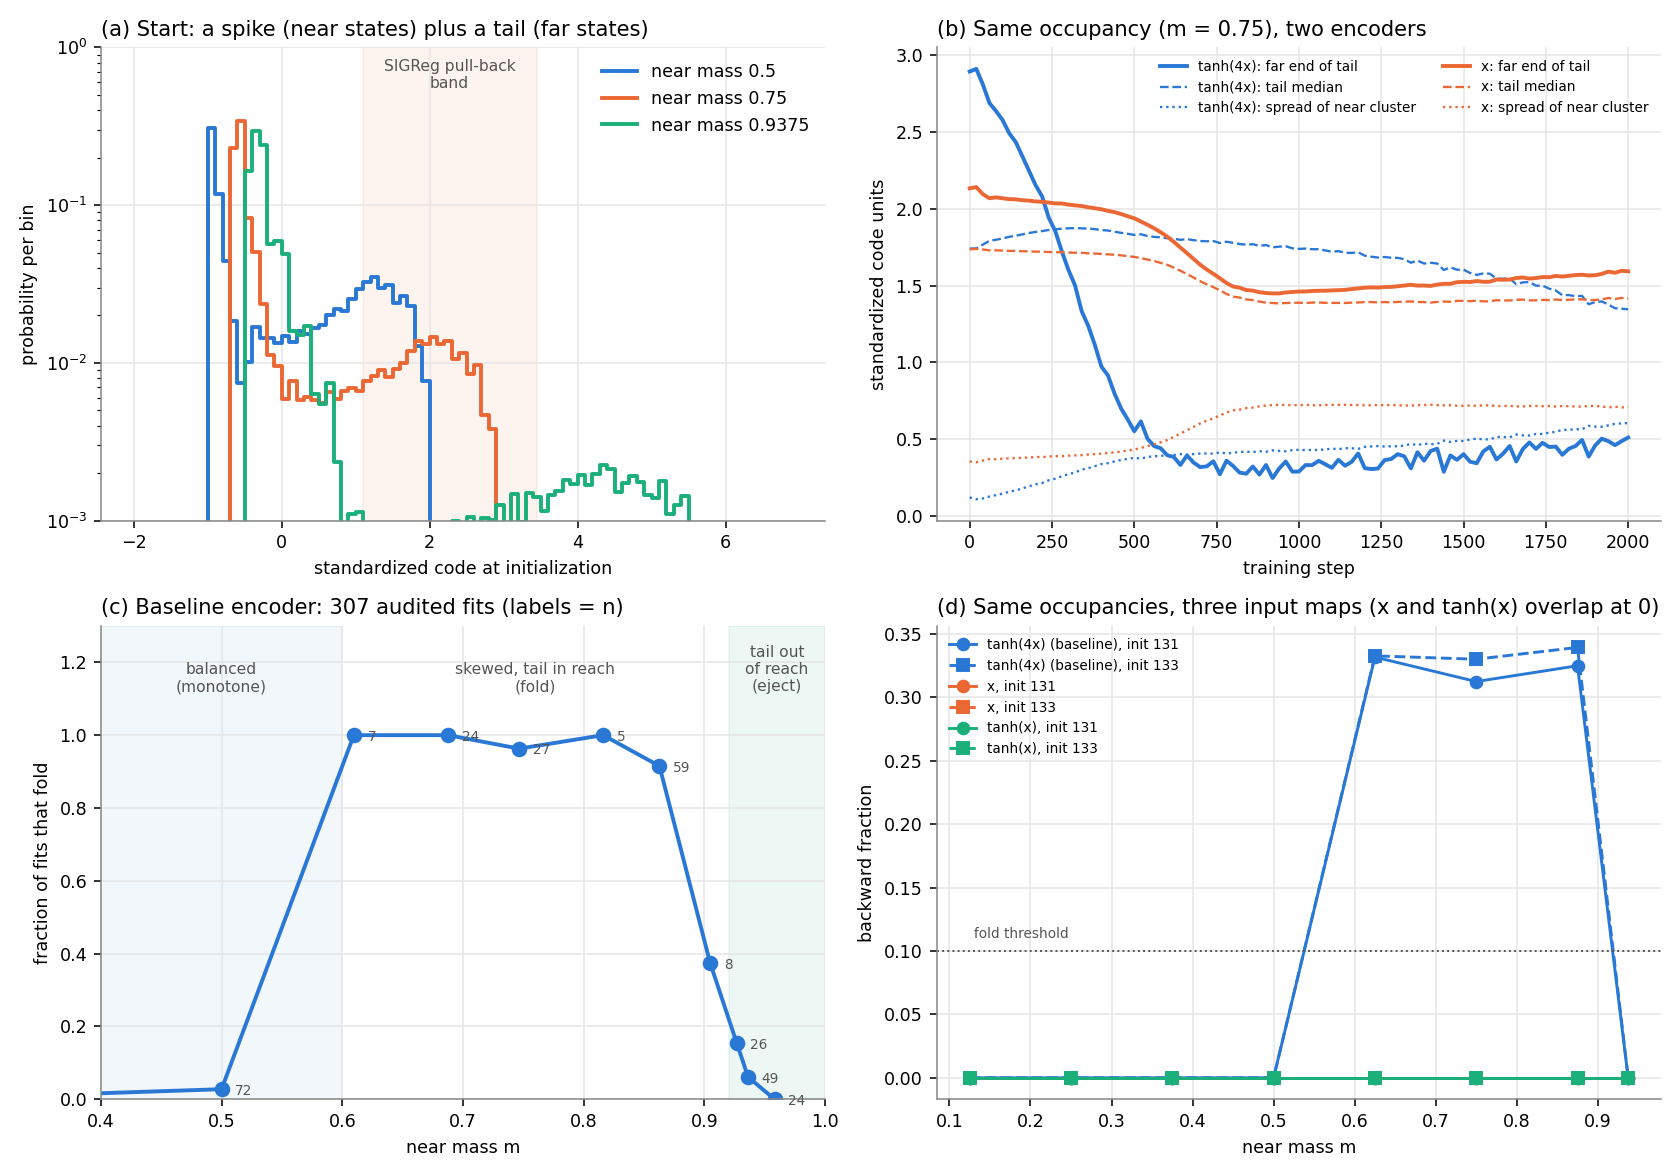 (a) Start: a spike (near states) plus a tail (far states)
10⁰
10⁻¹
10⁻²
10⁻³
probability per bin
SIGReg pull-back
band
near mass 0.5
near mass 0.75
near mass 0.9375
−2
0
2
4
6
standardized code at initialization
(b) Same occupancy (m = 0.75), two encoders
3.0
2.5
2.0
1.5
1.0
0.5
0.0
standardized code units
tanh(4x): far end of tail
tanh(4x): tail median
tanh(4x): spread of near cluster
x: far end of tail
x: tail median
x: spread of near cluster
0
250
500
750
1000
1250
1500
1750
2000
training step
(c) Baseline encoder: 307 audited fits (labels = n)
1.2
1.0
0.8
0.6
0.4
0.2
0.0
fraction of fits that fold
balanced
(monotone)
skewed, tail in reach
(fold)
tail out
of reach
(eject)
72
7
24
27
5
59
8
26
49
24
0.4
0.5
0.6
0.7
0.8
0.9
1.0
near mass m
(d) Same occupancies, three input maps (x and tanh(x) overlap at 0)
0.35
0.30
0.25
0.20
0.15
0.10
0.05
0.00
backward fraction
tanh(4x) (baseline), init 131
tanh(4x) (baseline), init 133
x, init 131
x, init 133
tanh(x), init 131
tanh(x), init 133
fold threshold
0.1
0.2
0.3
0.4
0.5
0.6
0.7
0.8
0.9
near mass m